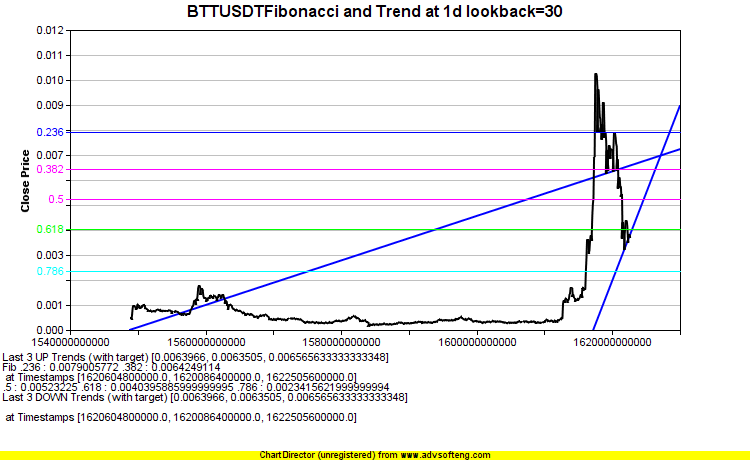 BTTUSDTFibonacci and Trend at 1d lookback=30
0.012
0.011
0.010
0.009
0.236
0.007
0.382
0.5
0.618
0.003
0.786
0.001
0.000
Close Price
1540000000000 1560000000000 1580000000000 1600000000000 1620000000000
Last 3 UP Trends (with target) [0.0063966, 0.0063505, 0.006565633333333348]
Fib .236 : 0.0079005772 .382 : 0.0064249114
at Timestamps [1620604800000.0, 1620086400000.0, 1622505600000.0]
.5 : 0.00523225 .618 : 0.0040395885999999995 .786 : 0.0023415621999999994
Last 3 DOWN Trends (with target) [0.0063966, 0.0063505, 0.006565633333333348]
at Timestamps [1620604800000.0, 1620086400000.0, 1622505600000.0]
ChartDirector (unregistered) from www.advsofteng.com